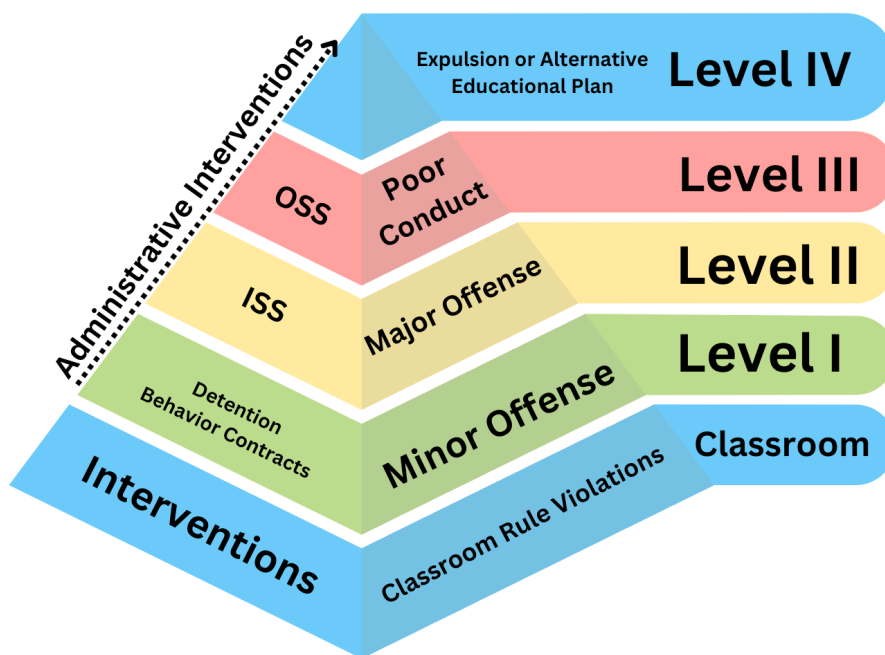 Administrative Interventions
Expulsion or Alternative
Educational Plan
Level IV
OSS
Poor
Conduct
Level III
ISS
Major Offense
Level II
Detention
Behavior Contracts
Minor Offense
Level I
Interventions
Classroom Rule Violations
Classroom